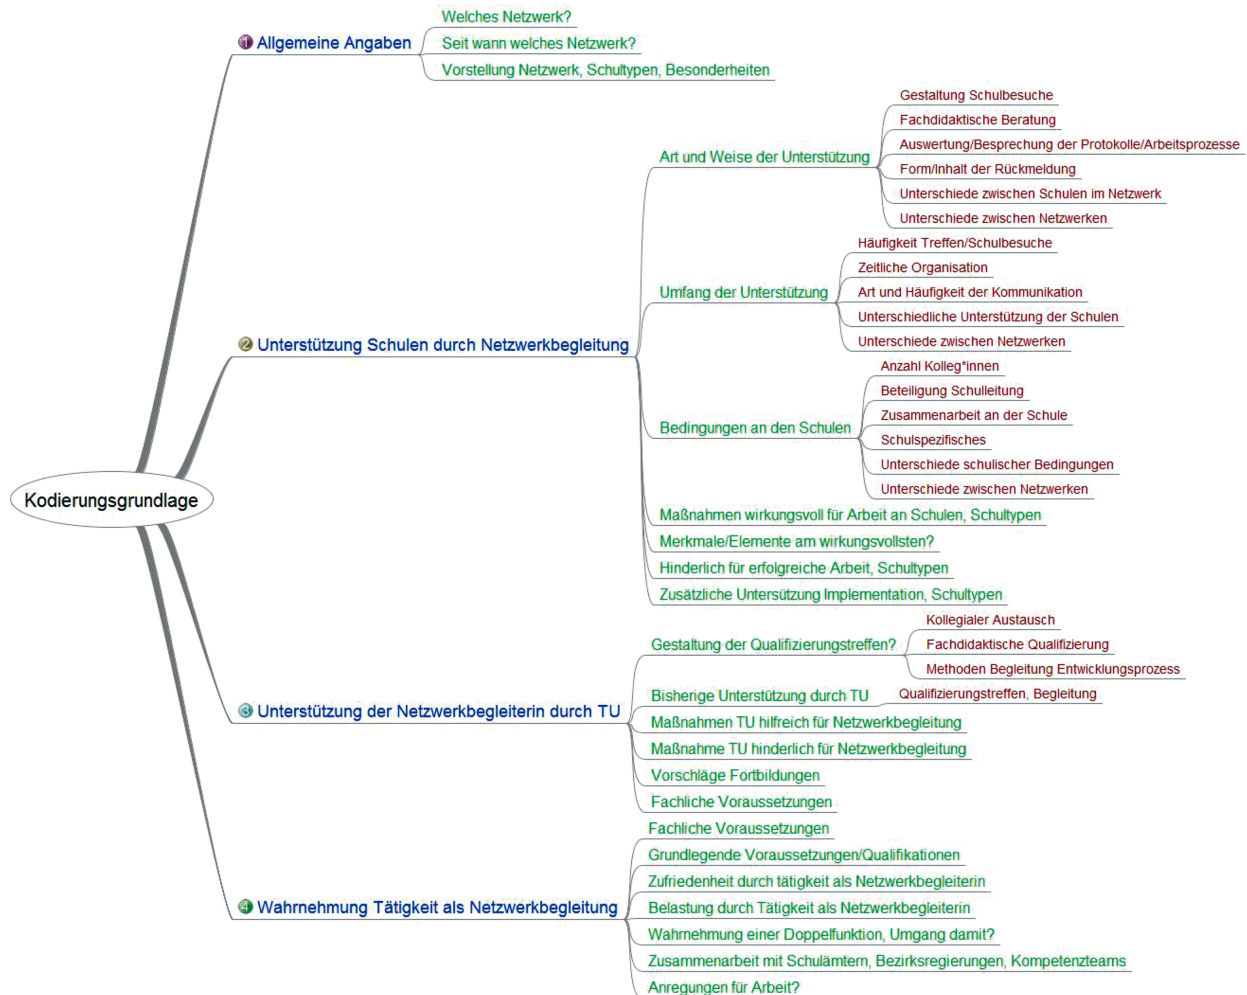 Kodierungsgrundlage
1 Allgemeine Angaben
Welches Netzwerk?
Seit wann welches Netzwerk?
Vorstellung Netzwerk, Schultypen, Besonderheiten
2 Unterstützung Schulen durch Netzwerkbegleitung
Art und Weise der Unterstützung
Gestaltung Schulbesuche
Fachdidaktische Beratung
Auswertung/Besprechung der Protokolle/Arbeitsprozesse
Form/Inhalt der Rückmeldung
Unterschiede zwischen Schulen im Netzwerk
Unterschiede zwischen Netzwerken
Umfang der Unterstützung
Häufigkeit Treffen/Schulbesuche
Zeitliche Organisation
Art und Häufigkeit der Kommunikation
Unterschiedliche Unterstützung der Schulen
Unterschiede zwischen Netzwerken
Bedingungen an den Schulen
Anzahl Kolleg*innen
Beteiligung Schulleitung
Zusammenarbeit an der Schule
Schulspezifisches
Unterschiede schulischer Bedingungen
Unterschiede zwischen Netzwerken
Maßnahmen wirkungsvoll für Arbeit an Schulen, Schultypen
Merkmale/Elemente am wirkungsvollsten?
Hinderlich für erfolgreiche Arbeit, Schultypen
Zusätzliche Untersützung Implementation, Schultypen
3 Unterstützung der Netzwerkbegleiterin durch TU
Gestaltung der Qualifizierungstreffen?
Kollegialer Austausch
Fachdidaktische Qualifizierung
Methoden Begleitung Entwicklungsprozess
Bisherige Unterstützung durch TU
Qualifizierungstreffen, Begleitung
Maßnahmen TU hilfreich für Netzwerkbegleitung
Maßnahme TU hinderlich für Netzwerkbegleitung
Vorschläge Fortbildungen
Fachliche Voraussetzungen
4 Wahrnehmung Tätigkeit als Netzwerkbegleitung
Fachliche Voraussetzungen
Grundlegende Voraussetzungen/Qualifikationen
Zufriedenheit durch tätigkeit als Netzwerkbegleiterin
Belastung durch Tätigkeit als Netzwerkbegleiterin
Wahrnehmung einer Doppelfunktion, Umgang damit?
Zusammenarbeit mit Schulämtern, Bezirksregierungen, Kompetenzteams
Anregungen für Arbeit?